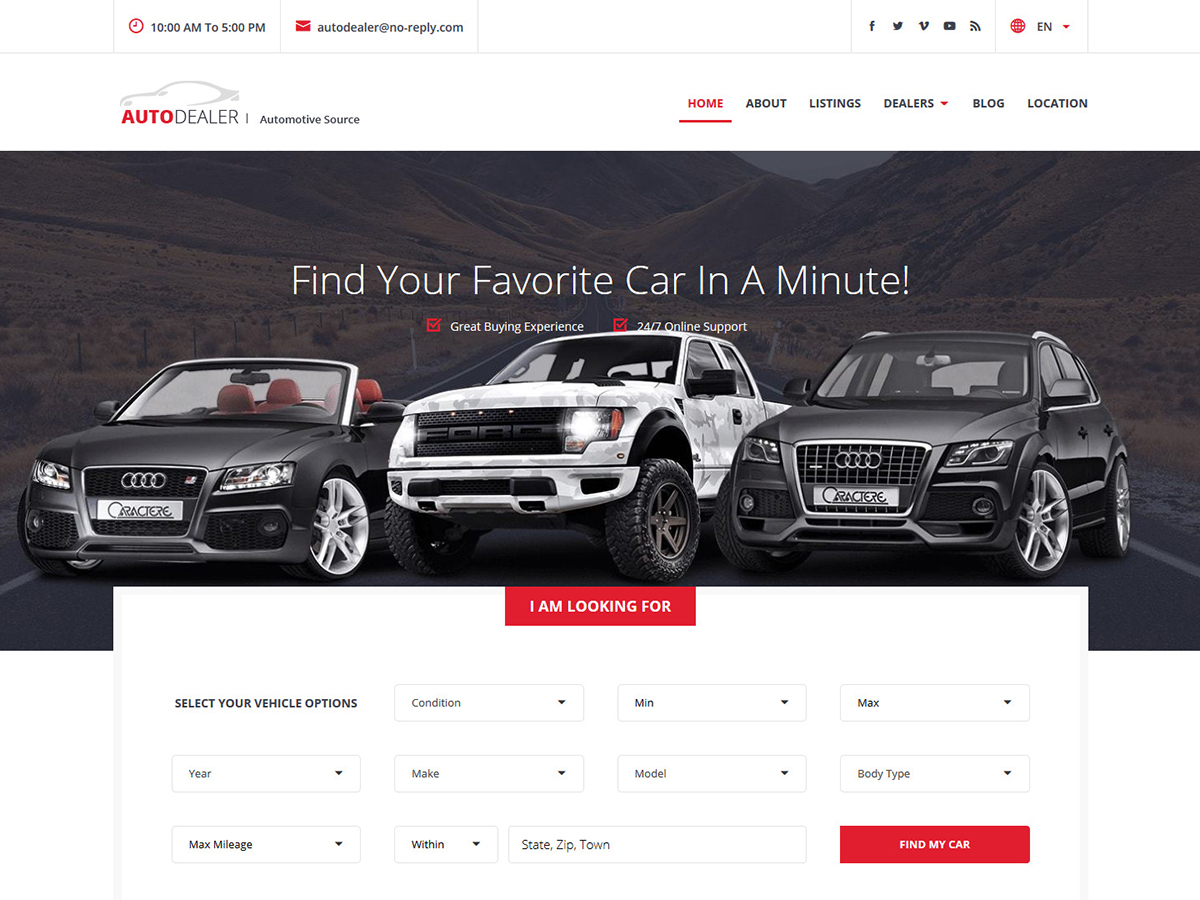 10:00 AM To 5:00 PM
autodealer@no-reply.com
EN
AUTODEALER | Automotive Source
HOME ABOUT LISTINGS DEALERS BLOG LOCATION
Find Your Favorite Car In A Minute!
Great Buying Experience 24/7 Online Support
FORD
CARACTERE
CARACTERE
I AM LOOKING FOR
SELECT YOUR VEHICLE OPTIONS Condition Min Max
Year Make Model Body Type
Max Mileage Within State, Zip, Town FIND MY CAR